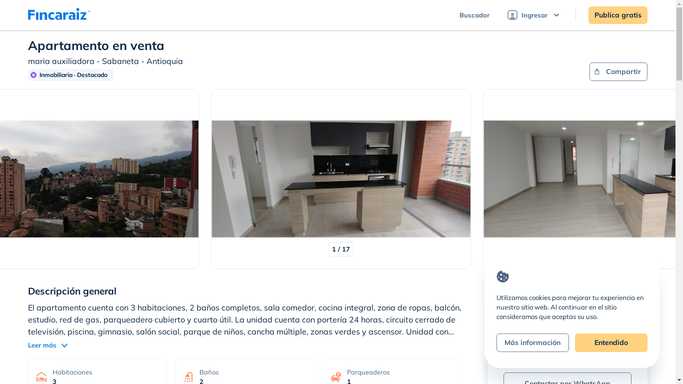 Fincaraiz
Buscador
Ingresar
Publica gratis
Apartamento en venta
maria auxiliadora - Sabaneta - Antioquia
Inmobiliaria · Destacado
Compartir
1 / 17
Descripción general
El apartamento cuenta con 3 habitaciones, 2 baños completos, sala comedor, cocina integral, zona de ropas, balcón,
estudio, red de gas, parqueadero cubierto y cuarto útil. La unidad cuenta con portería 24 horas, circuito cerrado de
televisión, piscina, gimnasio, salón social, parque de niños, cancha múltiple, zonas verdes y ascensor. Unidad con...
Leer más
Habitaciones
3
Baños
2
Parqueaderos
1
Utilizamos cookies para mejorar tu experiencia en
nuestro sitio web. Al continuar en el sitio
consideramos que aceptas su uso.
Más información
Entendido
Contactar por WhatsApp